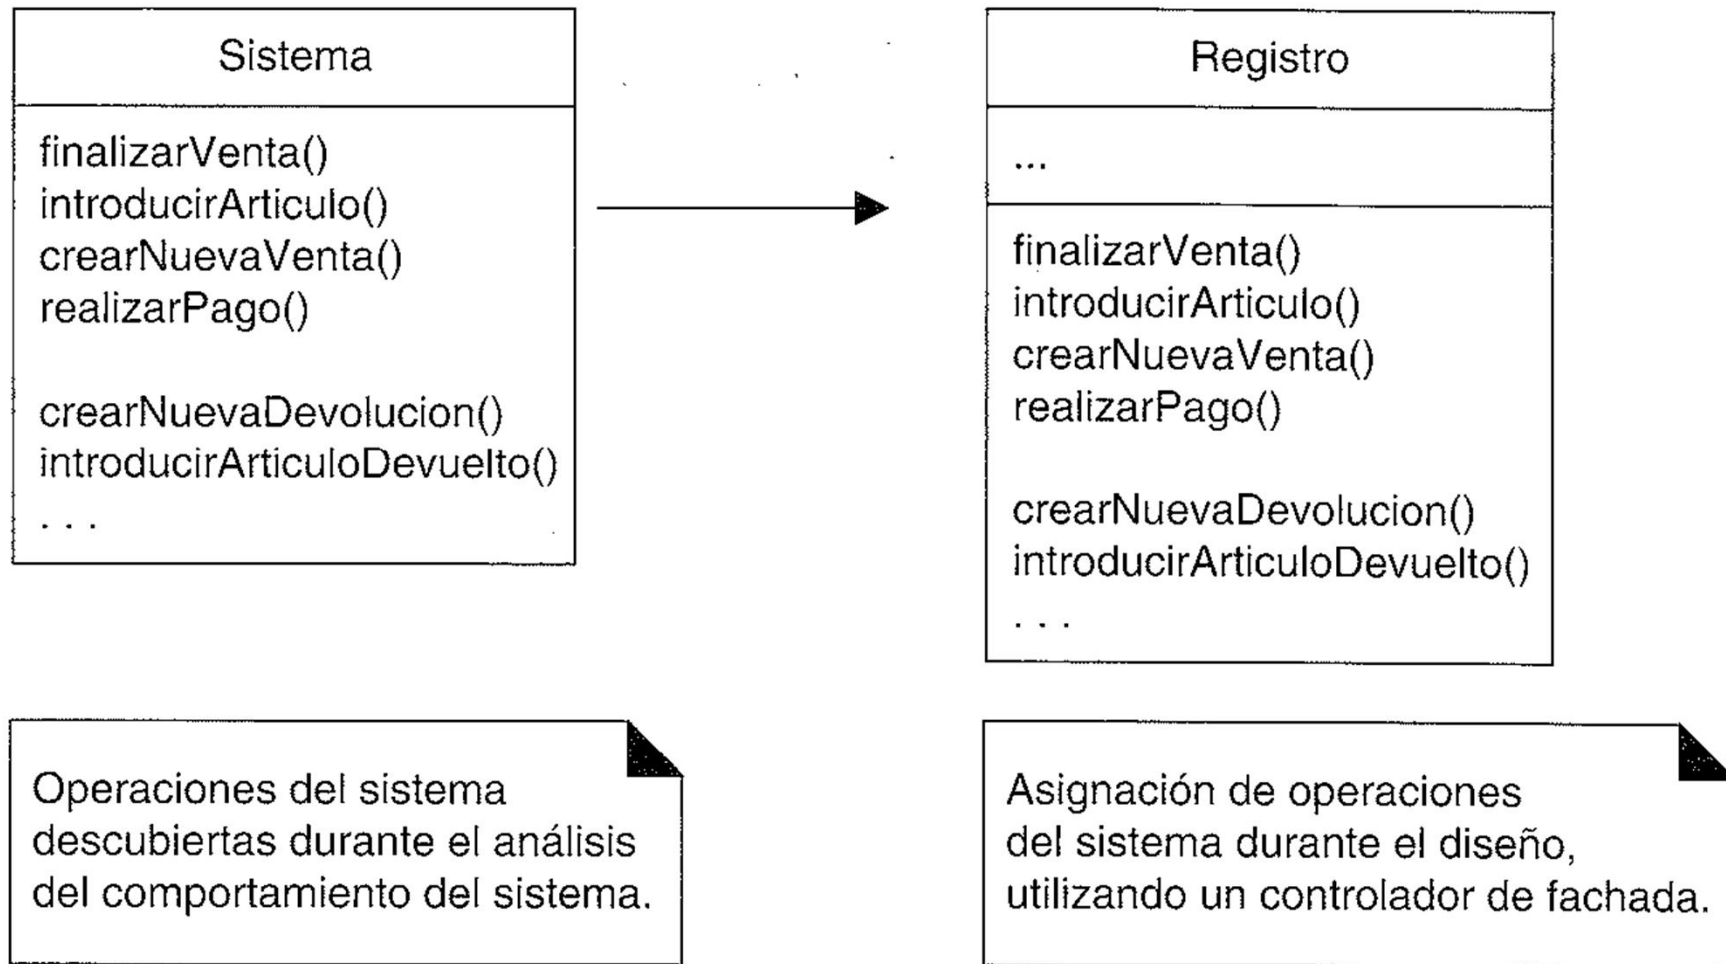 Sistema
finalizarVenta()
introducirArticulo()
crearNuevaVenta()
realizarPago()
crearNuevaDevolucion()
introducirArticuloDevuelto()
. . .
Registro
...
finalizarVenta()
introducirArticulo()
crearNuevaVenta()
realizarPago()
crearNuevaDevolucion()
introducirArticuloDevuelto()
. . .
Operaciones del sistema
descubiertas durante el análisis
del comportamiento del sistema.
Asignación de operaciones
del sistema durante el diseño,
utilizando un controlador de fachada.